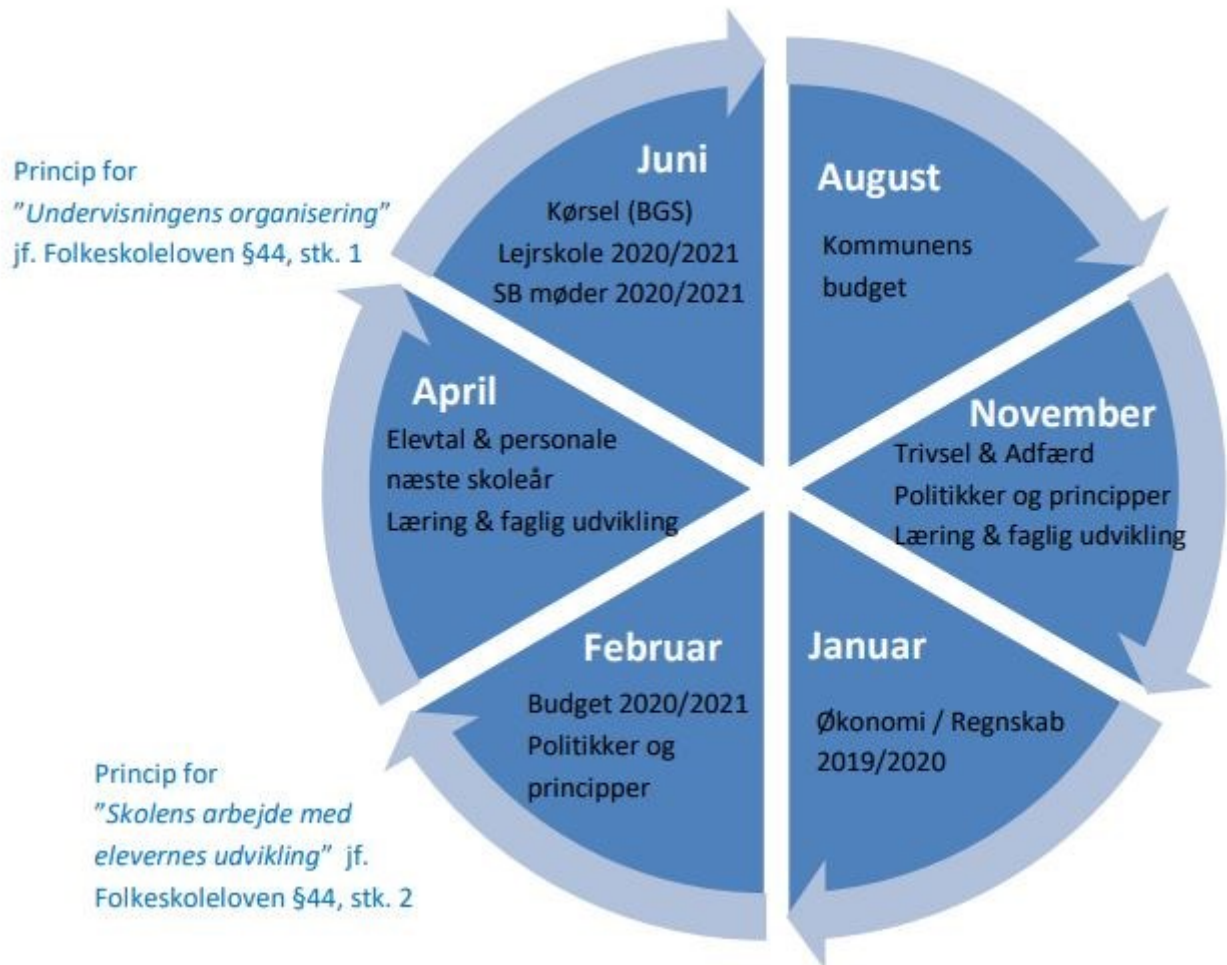 August
Kommunens
budget
November
Trivsel & Adfærd
Politikker og principper
Læring & faglig udvikling
Januar
Økonomi / Regnskab
2019/2020
Februar
Budget 2020/2021
Politikker og
principper
Princip for
"Skolens arbejde med
elevernes udvikling" jf.
Folkeskoleloven §44, stk. 2
April
Elevtal & personale
næste skoleår
Læring & faglig udvikling
Princip for
"Undervisningens organisering"
jf. Folkeskoleloven §44, stk. 1
Juni
Kørsel (BGS)
Lejrskole 2020/2021
SB møder 2020/2021